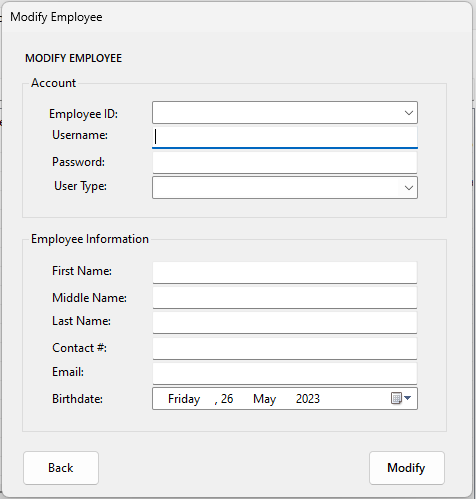 Modify Employee
MODIFY EMPLOYEE
Account
Employee ID:
Username:
Password:
User Type:
Employee Information
First Name:
Middle Name:
Last Name:
Contact #:
Email:
Birthdate: Friday , 26 May 2023
Back Modify